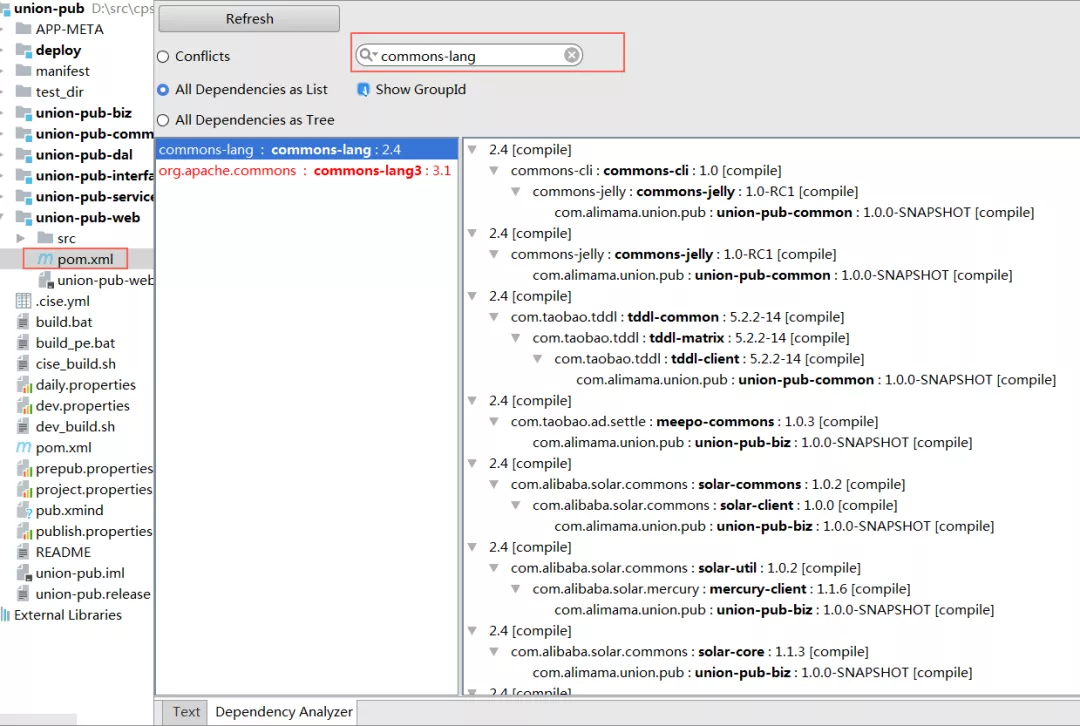 union-pub D:\src\cps
APP-META
deploy
manifest
test_dir
union-pub-biz
union-pub-comm
union-pub-dal
union-pub-interfa
union-pub-service
union-pub-web
src
pom.xml
union-pub-web
.cise.yml
build.bat
build_pe.bat
cise_build.sh
daily.properties
dev.properties
dev_build.sh
pom.xml
prepub.properties
project.properties
pub.xmind
publish.properties
README
union-pub.iml
union-pub.release
External Libraries
Refresh
Conflicts
commons-lang
All Dependencies as List
Show GroupId
All Dependencies as Tree
commons-lang : commons-lang : 2.4
org.apache.commons : commons-lang3 : 3.1
2.4 [compile]
commons-cli : commons-cli : 1.0 [compile]
commons-jelly : commons-jelly : 1.0-RC1 [compile]
com.alimama.union.pub : union-pub-common : 1.0.0-SNAPSHOT [compile]
2.4 [compile]
commons-jelly : commons-jelly : 1.0-RC1 [compile]
com.alimama.union.pub : union-pub-common : 1.0.0-SNAPSHOT [compile]
2.4 [compile]
com.taobao.tddl : tddl-common : 5.2.2-14 [compile]
com.taobao.tddl : tddl-matrix : 5.2.2-14 [compile]
com.taobao.tddl : tddl-client : 5.2.2-14 [compile]
com.alimama.union.pub : union-pub-common : 1.0.0-SNAPSHOT [compile]
2.4 [compile]
com.taobao.ad.settle : meepo-commons : 1.0.3 [compile]
com.alimama.union.pub : union-pub-biz : 1.0.0-SNAPSHOT [compile]
2.4 [compile]
com.alibaba.solar.commons : solar-commons : 1.0.2 [compile]
com.alibaba.solar.commons : solar-client : 1.0.0 [compile]
com.alimama.union.pub : union-pub-biz : 1.0.0-SNAPSHOT [compile]
2.4 [compile]
com.alibaba.solar.commons : solar-util : 1.0.2 [compile]
com.alibaba.solar.mercury : mercury-client : 1.1.6 [compile]
com.alimama.union.pub : union-pub-biz : 1.0.0-SNAPSHOT [compile]
2.4 [compile]
com.alibaba.solar.commons : solar-core : 1.1.3 [compile]
com.alimama.union.pub : union-pub-biz : 1.0.0-SNAPSHOT [compile]
2.4 [compile]
Text
Dependency Analyzer